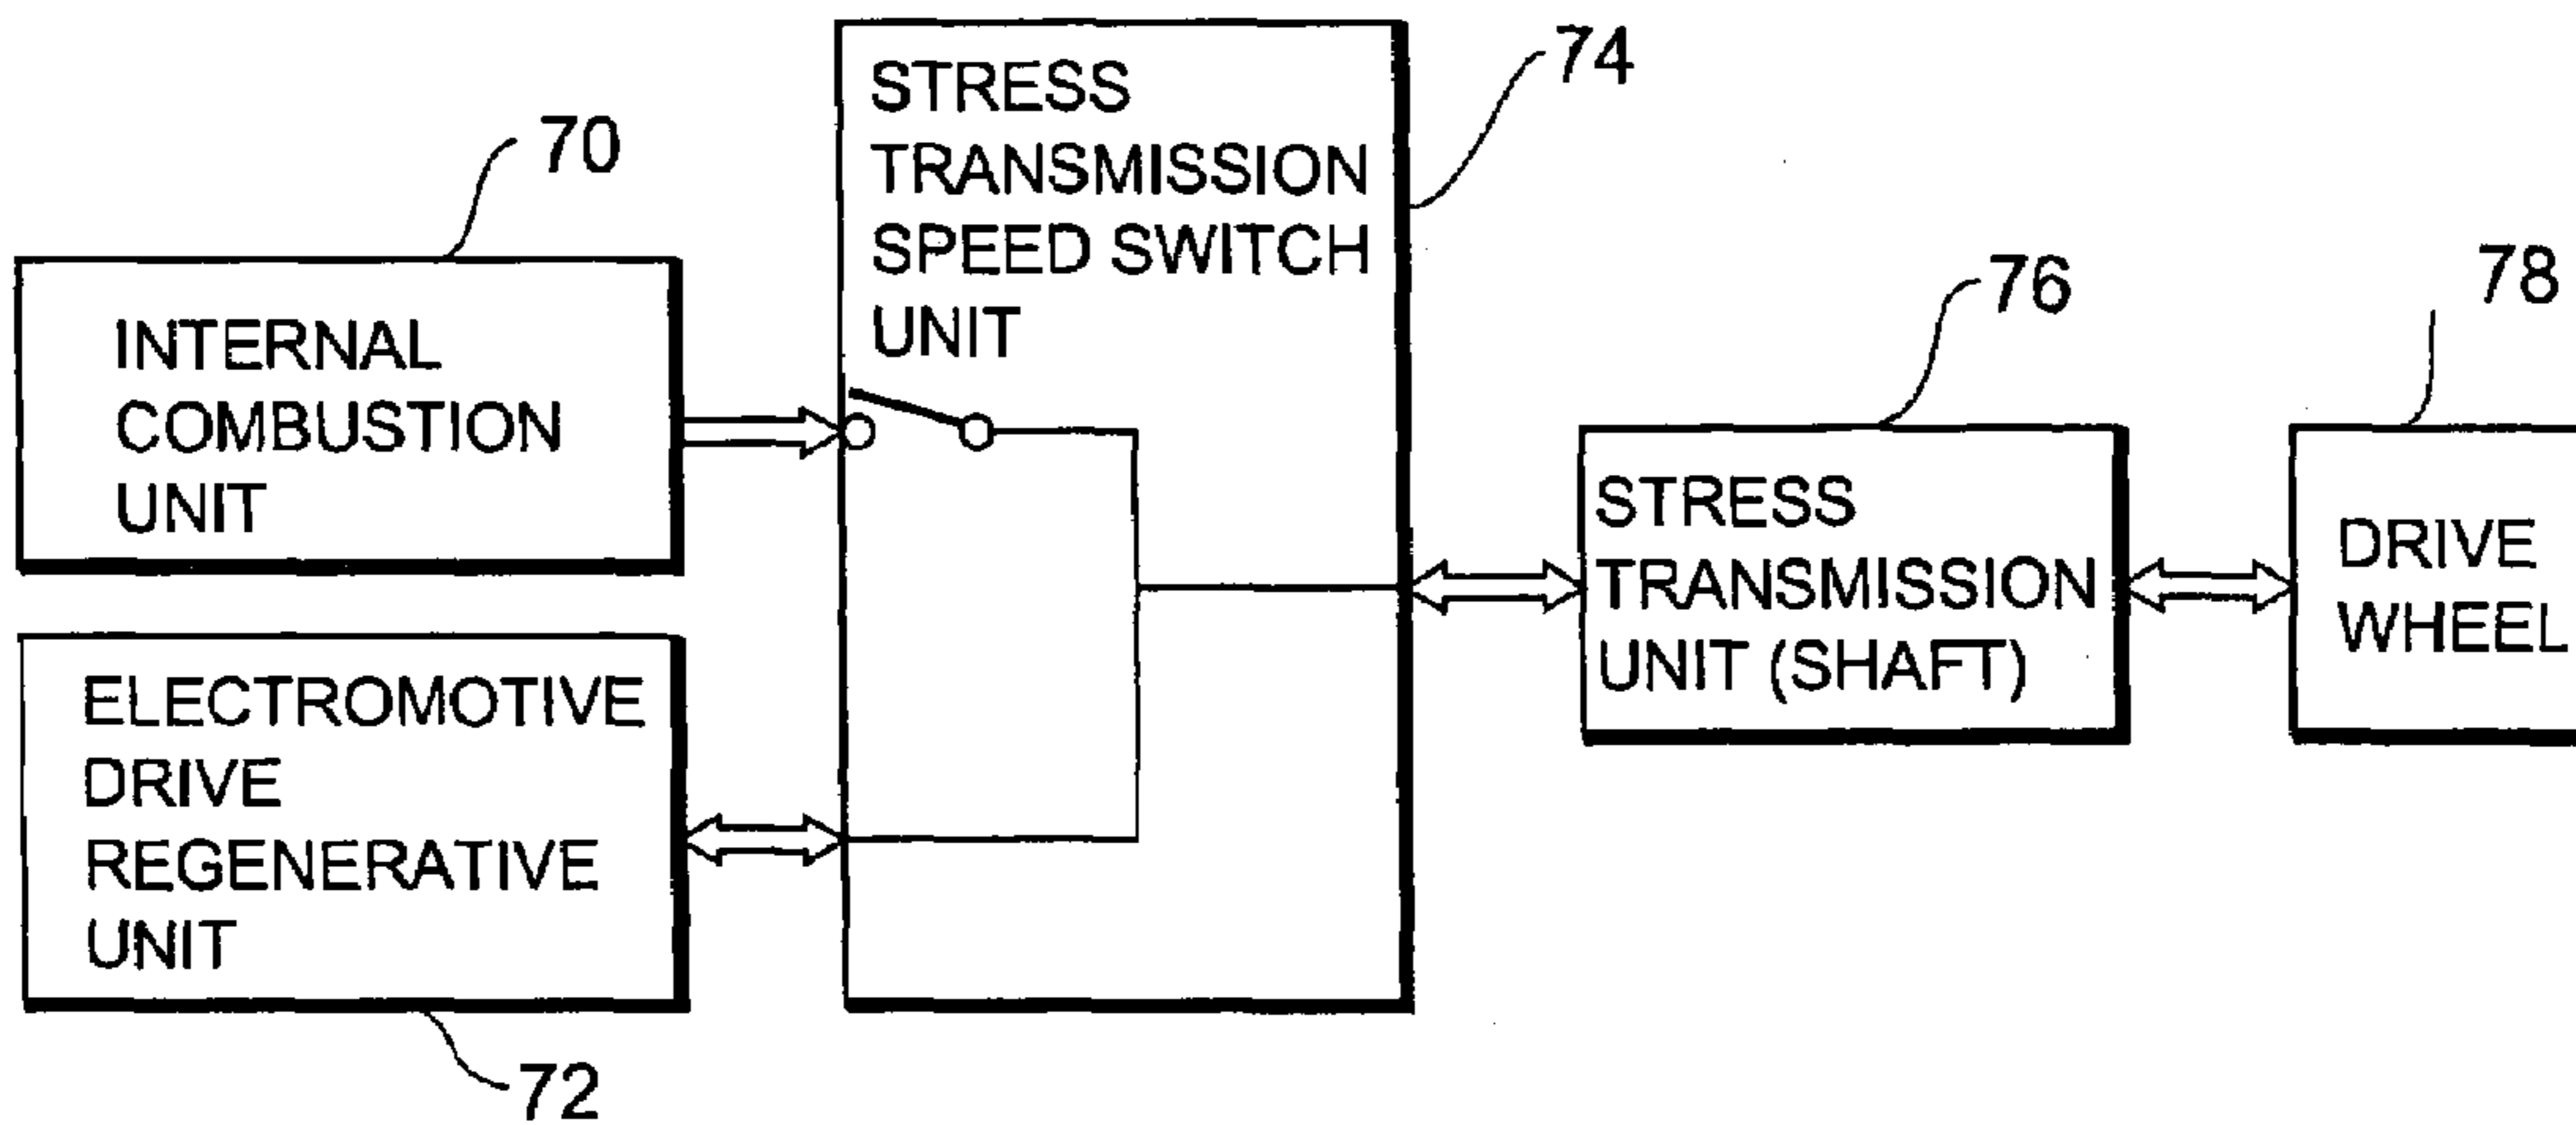 70
INTERNAL
COMBUSTION
UNIT
ELECTROMOTIVE
DRIVE
REGENERATIVE
UNIT
72
STRESS
TRANSMISSION
SPEED SWITCH
UNIT
74
STRESS
TRANSMISSION
UNIT (SHAFT)
76
DRIVE
WHEEL
78